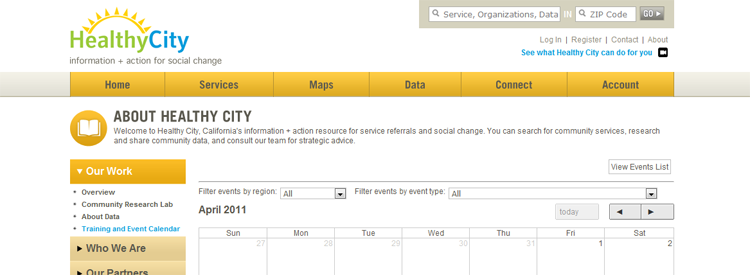 Service, Organizations, Data IN ZIP Code GO
HealthyCity
information + action for social change
Log In | Register | Contact | About
See what Healthy City can do for you
Home Services Maps Data Connect Account
ABOUT HEALTHY CITY
Welcome to Healthy City, California's information + action resource for service referrals and social change. You can search for community services, research
and share community data, and consult our team for strategic advice.
View Events List
Our Work
Overview
Community Research Lab
About Data
Training and Event Calendar
Who We Are
Our Partners
Filter events by region: All Filter events by event type: All
April 2011 today
Sun Mon Tue Wed Thu Fri Sat
27 28 29 30 31 1 2